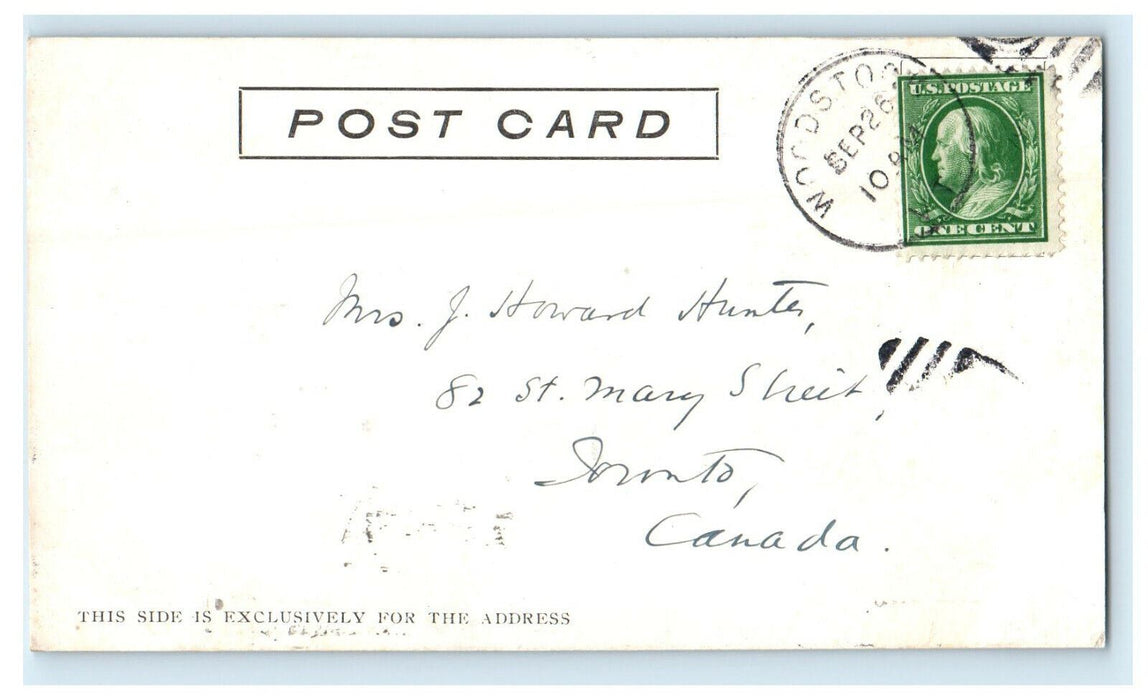 POST CARD
WOODSTOC
SEP 26
10 AM
U.S. POSTAGE
ONE CENT
Mrs. J. Howard Hunter,
82 St. Mary Street,
Toronto,
Canada.
THIS SIDE IS EXCLUSIVELY FOR THE ADDRESS